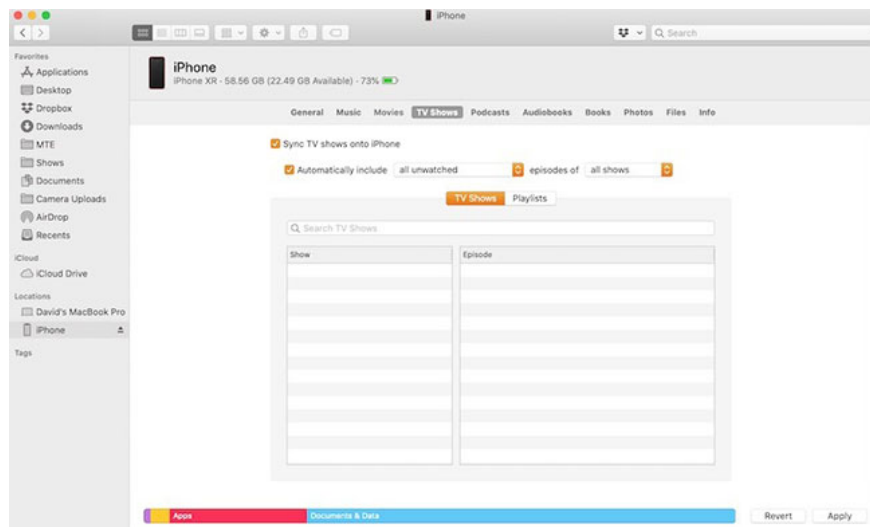 iPhone
Search
Favorites
Applications
Desktop
Dropbox
Downloads
MTE
Shows
Documents
Camera Uploads
AirDrop
Recents
iCloud
iCloud Drive
Locations
David's MacBook Pro
iPhone
Tags
iPhone
iPhone XR - 58.56 GB (22.49 GB Available) - 73%
General Music Movies TV Shows Podcasts Audiobooks Books Photos Files Info
Sync TV shows onto iPhone
Automatically include all unwatched episodes of all shows
TV Shows Playlists
Search TV Shows
Show Episode
Apps Documents & Data Revert Apply